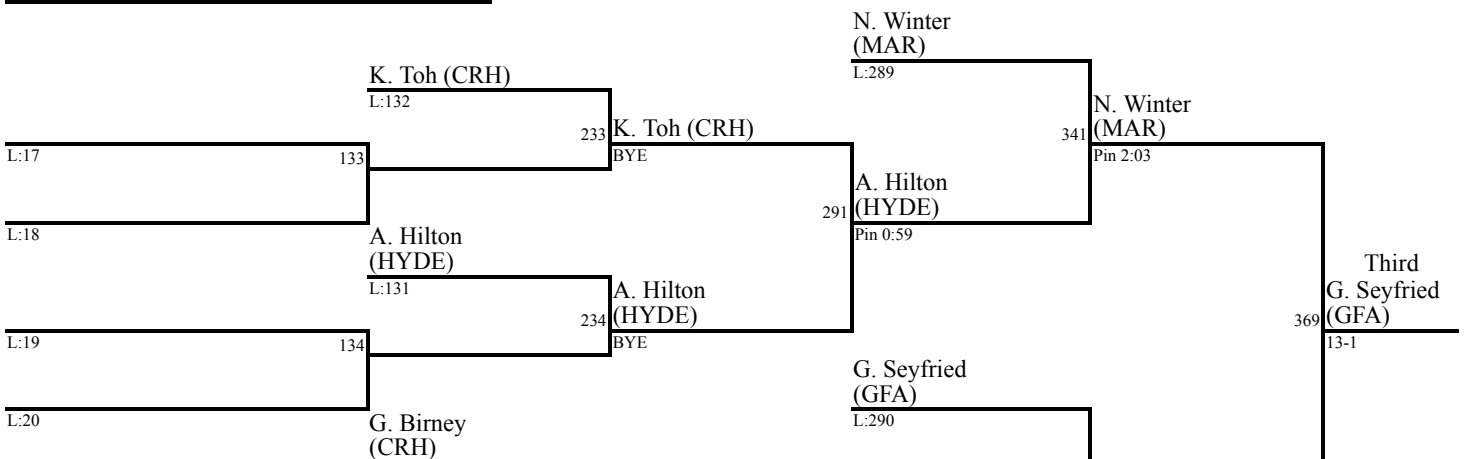 N. Winter
(MAR)
L:289
K. Toh (CRH)
L:132
N. Winter
(MAR)
341
Pin 2:03
233
K. Toh (CRH)
BYE
L:17
133
A. Hilton
(HYDE)
291
Pin 0:59
L:18
A. Hilton
(HYDE)
L:131
Third
G. Seyfried
(GFA)
369
13-1
A. Hilton
(HYDE)
234
BYE
L:19
134
G. Seyfried
(GFA)
L:290
L:20
G. Birney
(CRH)